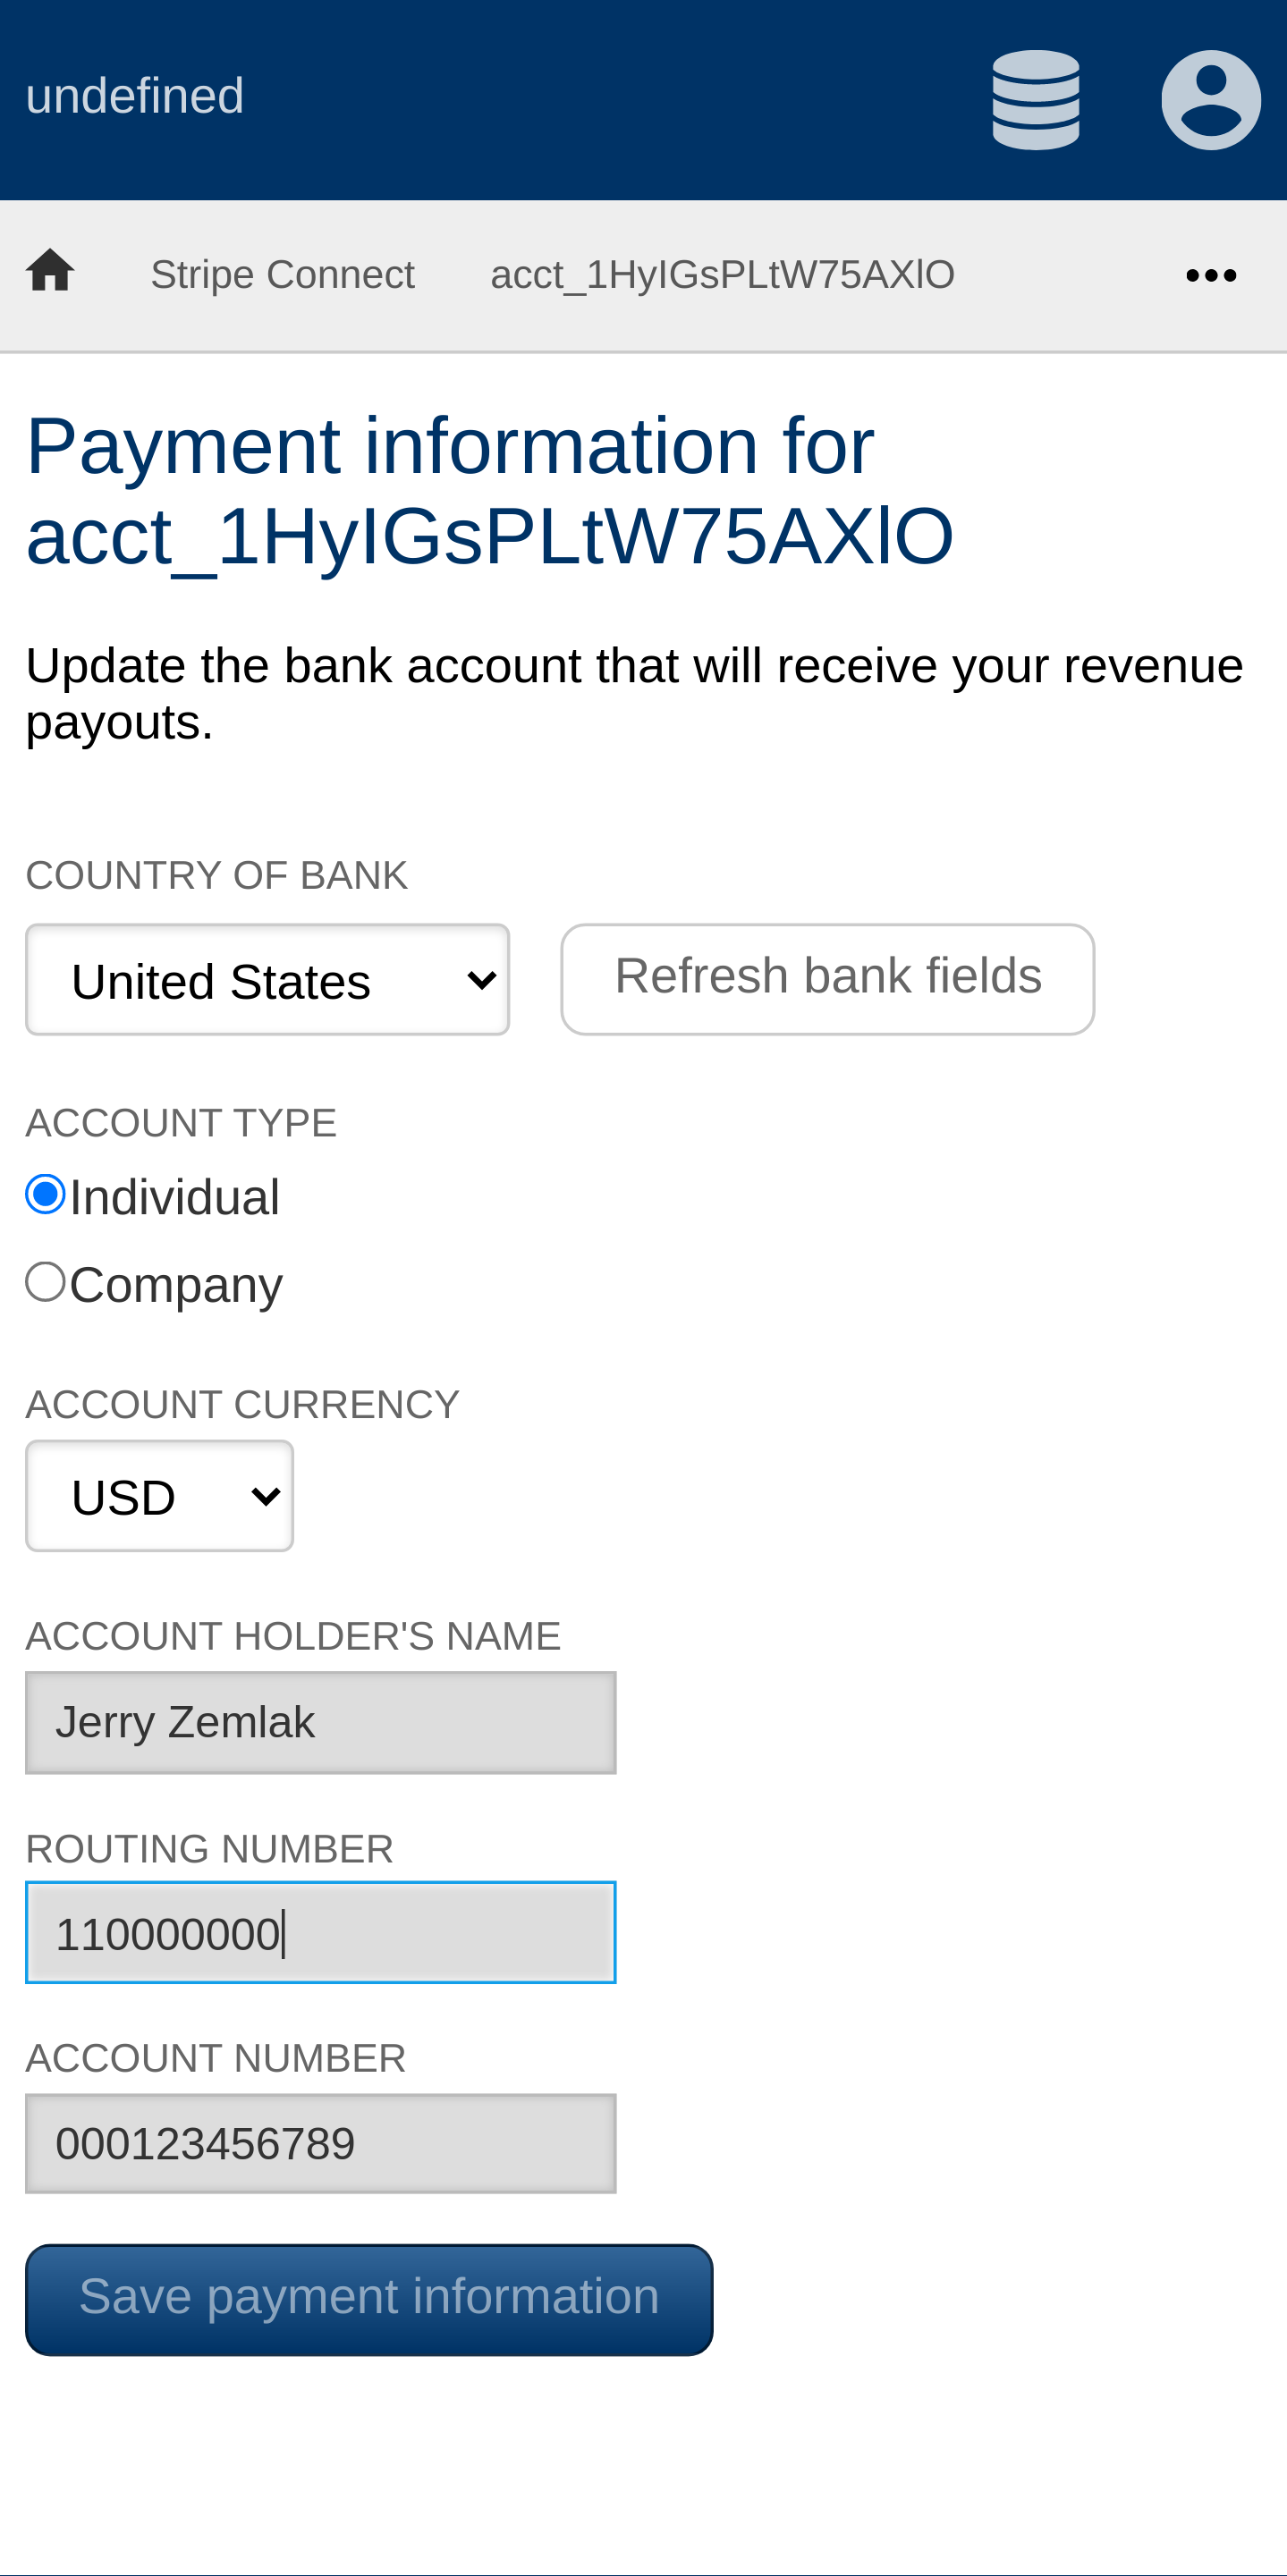 undefined
Stripe Connect acct_1HyIGsPLtW75AXlO
Payment information for
acct_1HyIGsPLtW75AXlO
Update the bank account that will receive your revenue
payouts.
COUNTRY OF BANK
United States Refresh bank fields
ACCOUNT TYPE
Individual
Company
ACCOUNT CURRENCY
USD
ACCOUNT HOLDER'S NAME
Jerry Zemlak
ROUTING NUMBER
110000000
ACCOUNT NUMBER
000123456789
Save payment information